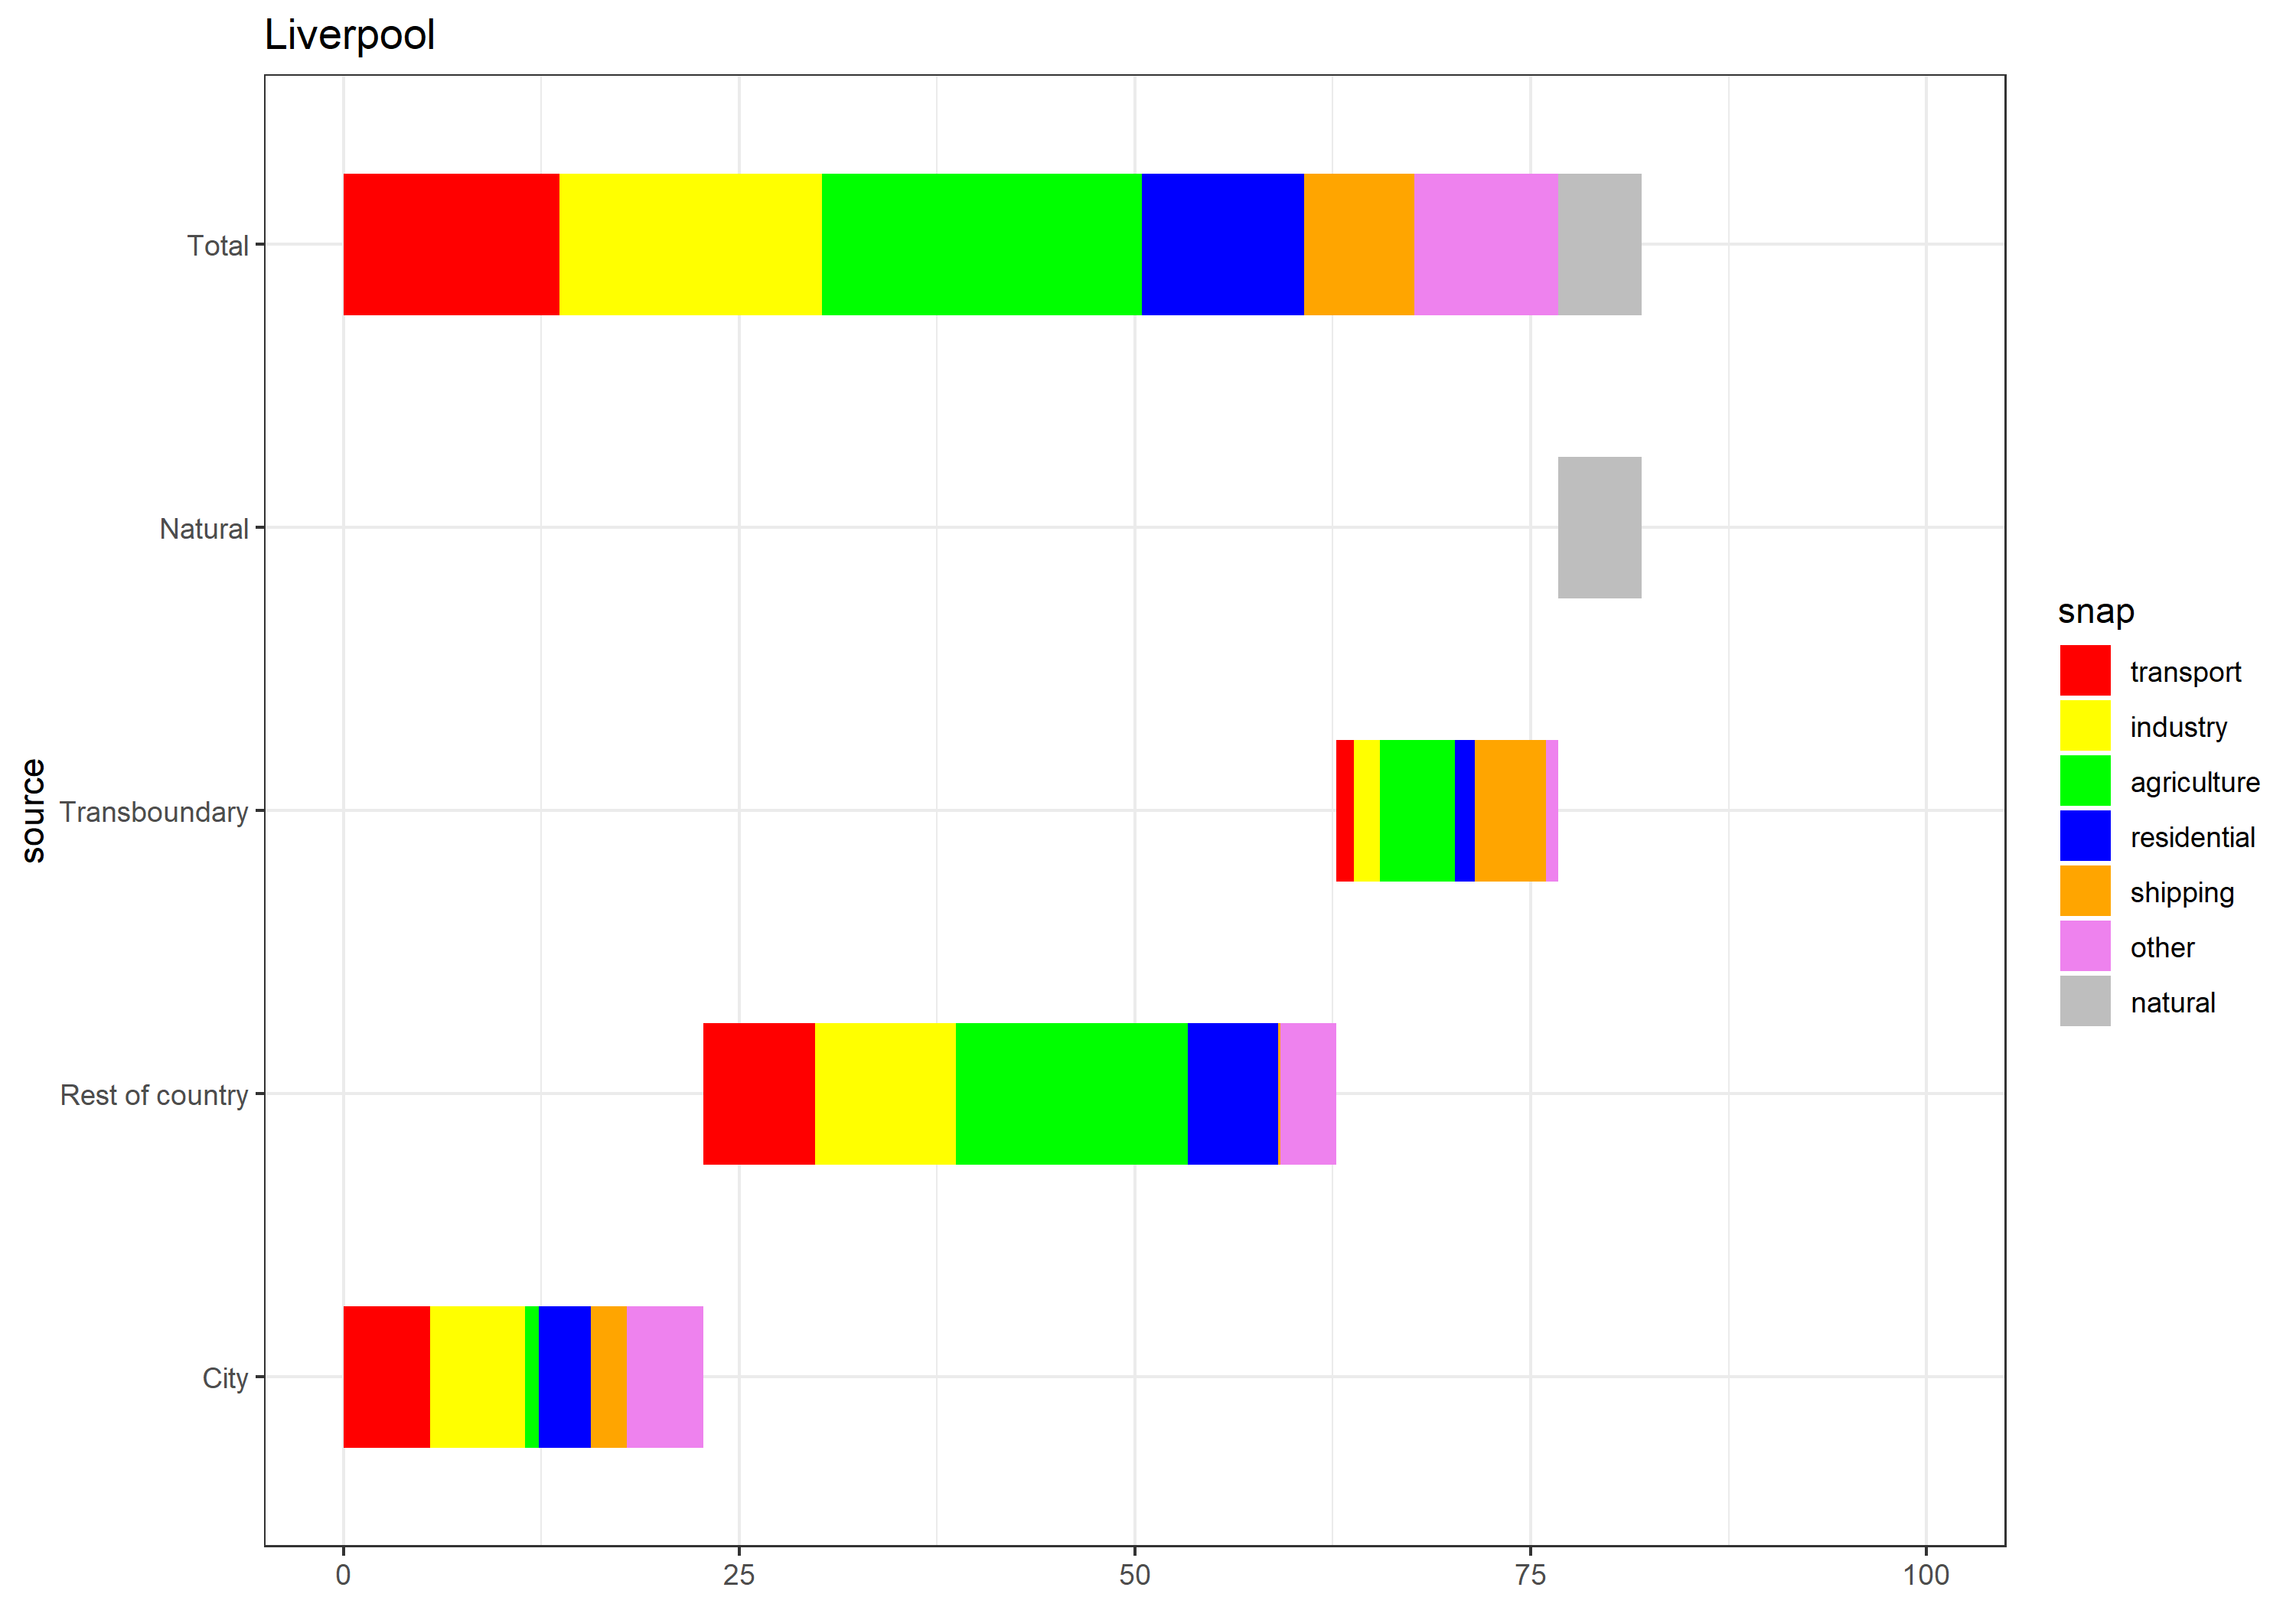 Liverpool
source
Total
Natural
Transboundary
Rest of country
City
0
25
50
75
100
snap
transport
industry
agriculture
residential
shipping
other
natural